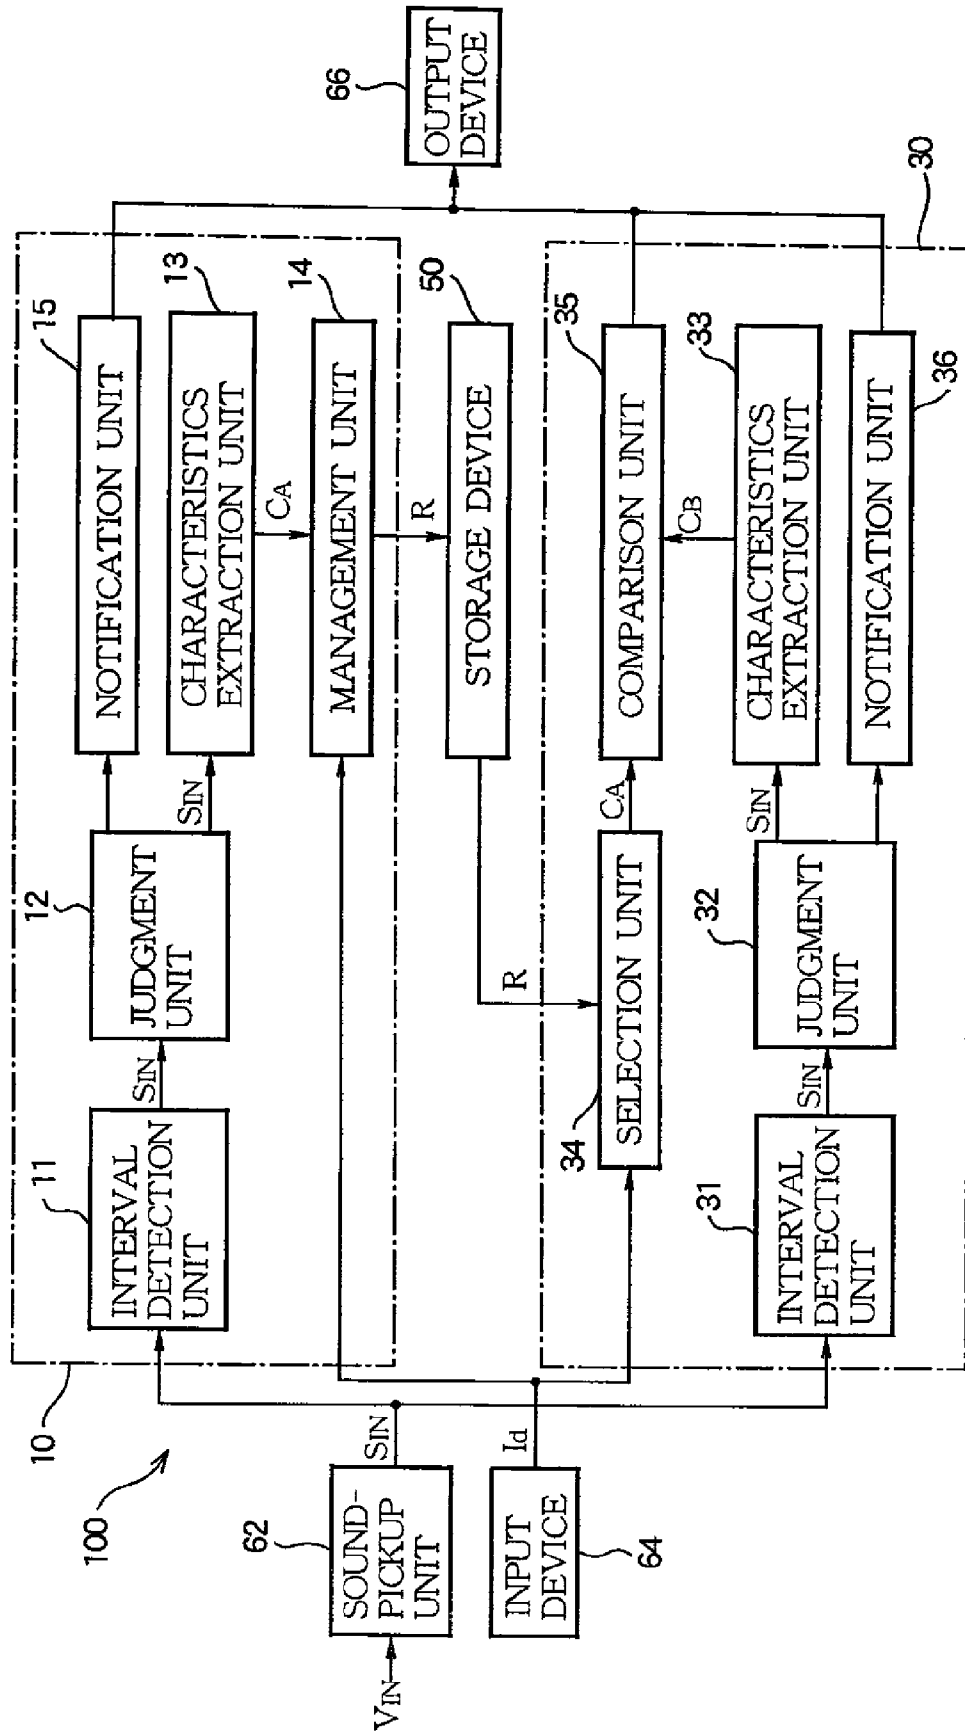 100
10
11
INTERVAL
DETECTION
UNIT
SIN
12
JUDGMENT
UNIT
SIN
15
NOTIFICATION UNIT
13
CHARACTERISTICS
EXTRACTION UNIT
CA
14
MANAGEMENT UNIT
R
50
STORAGE DEVICE
R
62
SOUND-
PICKUP
UNIT
VIN
SIN
INPUT
DEVICE
64
Id
66
OUTPUT
DEVICE
30
34
SELECTION UNIT
CA
35
COMPARISON UNIT
CB
33
CHARACTERISTICS
EXTRACTION UNIT
31
INTERVAL
DETECTION
UNIT
SIN
32
JUDGMENT
UNIT
SIN
NOTIFICATION UNIT
36